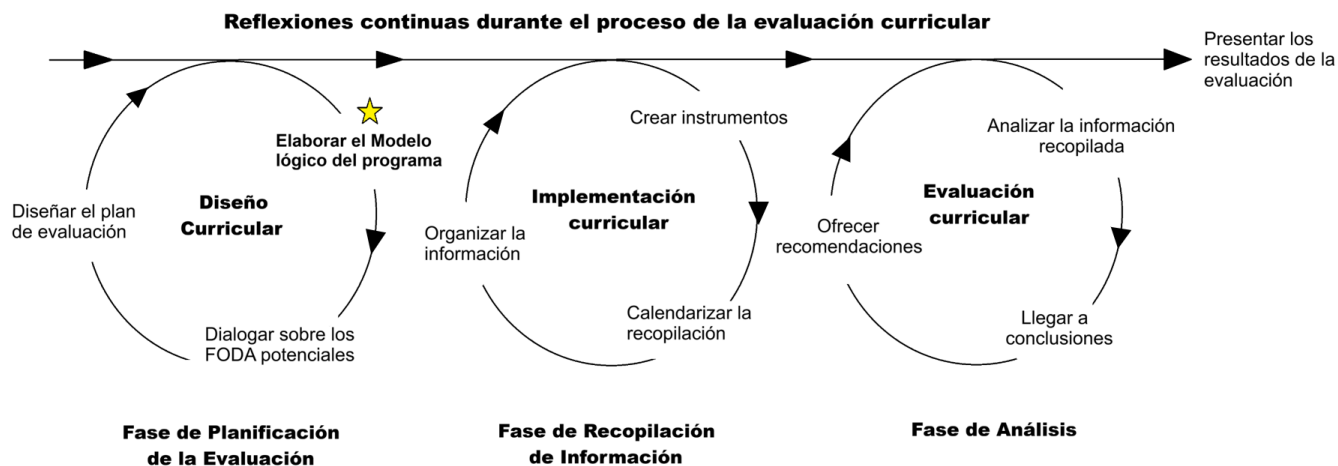 Reflexiones continuas durante el proceso de la evaluación curricular
Presentar los
resultados de la
evaluación
Elaborar el Modelo
lógico del programa
Diseño
Curricular
Diseñar el plan
de evaluación
Dialogar sobre los
FODA potenciales
Fase de Planificación
de la Evaluación
Crear instrumentos
Implementación
curricular
Organizar la
información
Calendarizar la
recopilación
Fase de Recopilación
de Información
Analizar la información
recopilada
Evaluación
curricular
Ofrecer
recomendaciones
Llegar a
conclusiones
Fase de Análisis